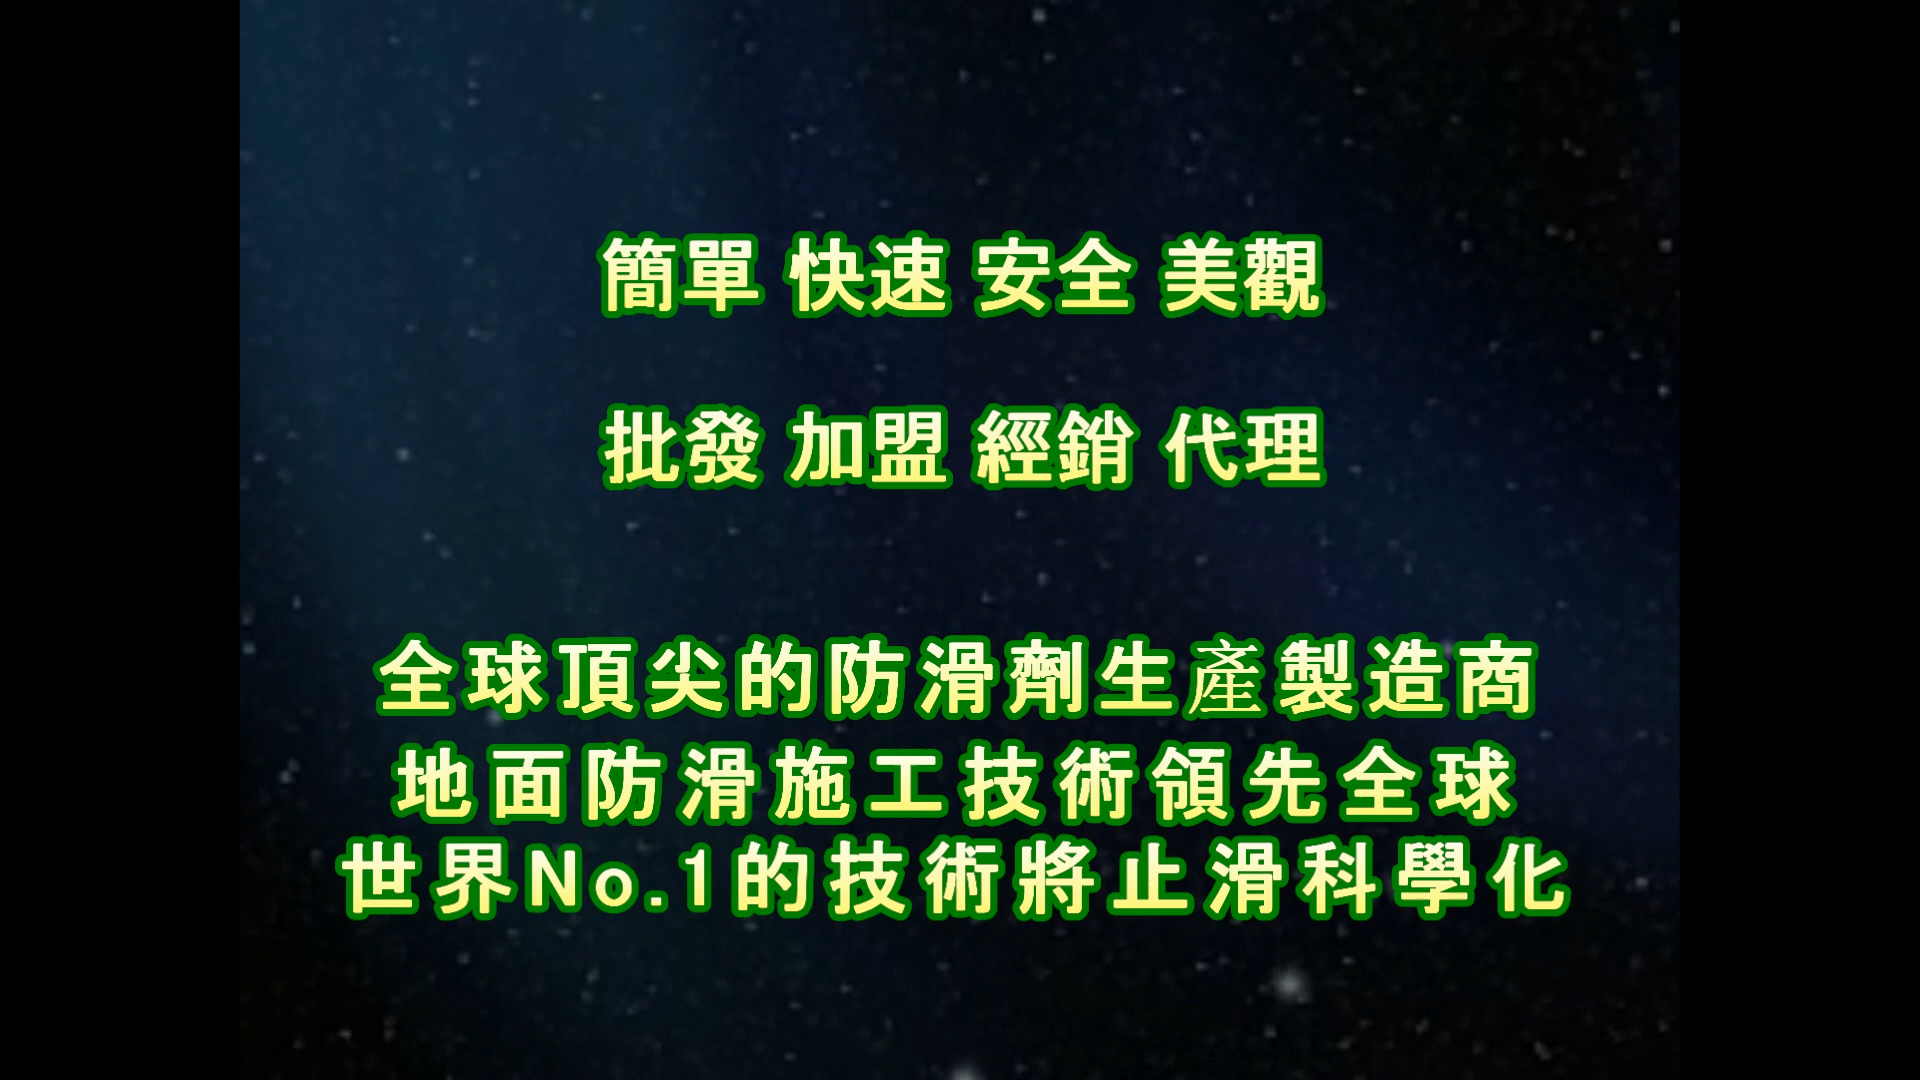 簡單 快速 安全 美觀
批發 加盟 經銷 代理
全球頂尖的防滑劑生產製造商
地面防滑施工技術領先全球
世界No.1的技術將止滑科學化